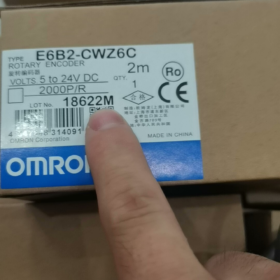 TYPE E6B2-CWZ6C
ROTARY ENCODER 2m
VOLTS. 5 to 24V DC QTY.
2000P/R 1
LOT No. 18622M
OMRON
OMRON Corporation
MADE IN CHINA